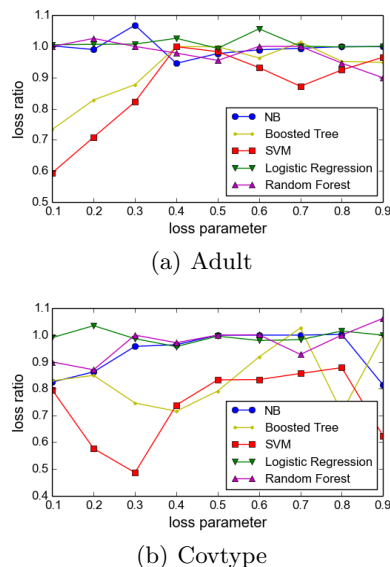 1.1
1.0
0.9
0.8
0.7
0.6
0.5
0.4
loss ratio
NB
Boosted Tree
SVM
Logistic Regression
Random Forest
0.1 0.2 0.3 0.4 0.5 0.6 0.7 0.8 0.9
loss parameter
(a) Adult
1.1
1.0
0.9
0.8
0.7
0.6
0.5
0.4
loss ratio
NB
Boosted Tree
SVM
Logistic Regression
Random Forest
0.1 0.2 0.3 0.4 0.5 0.6 0.7 0.8 0.9
loss parameter
(b) Covtype